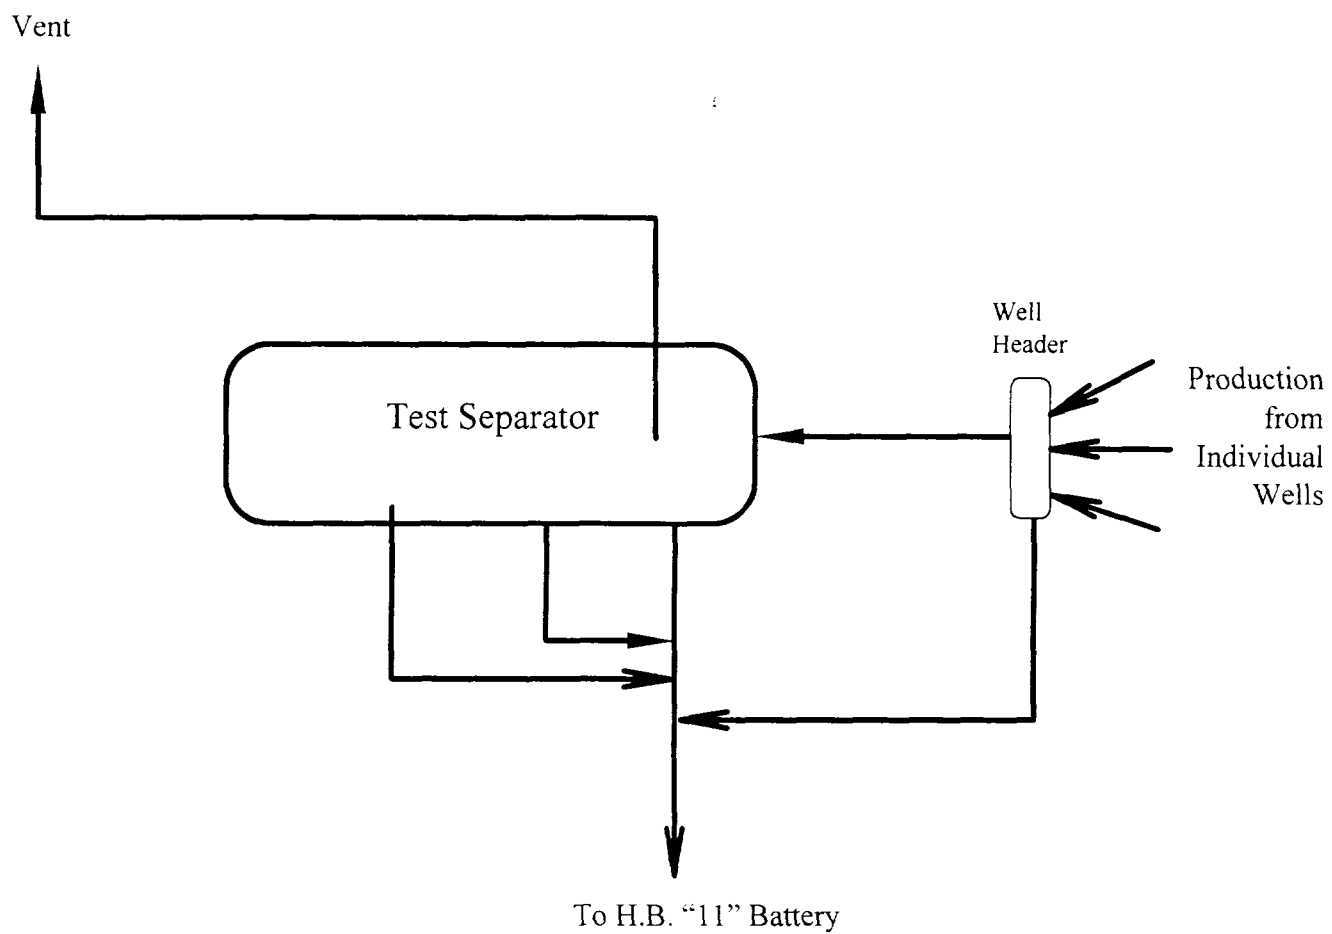 Vent
Well
Header
Production
from
Individual
Wells
Test Separator
To H.B. “11” Battery